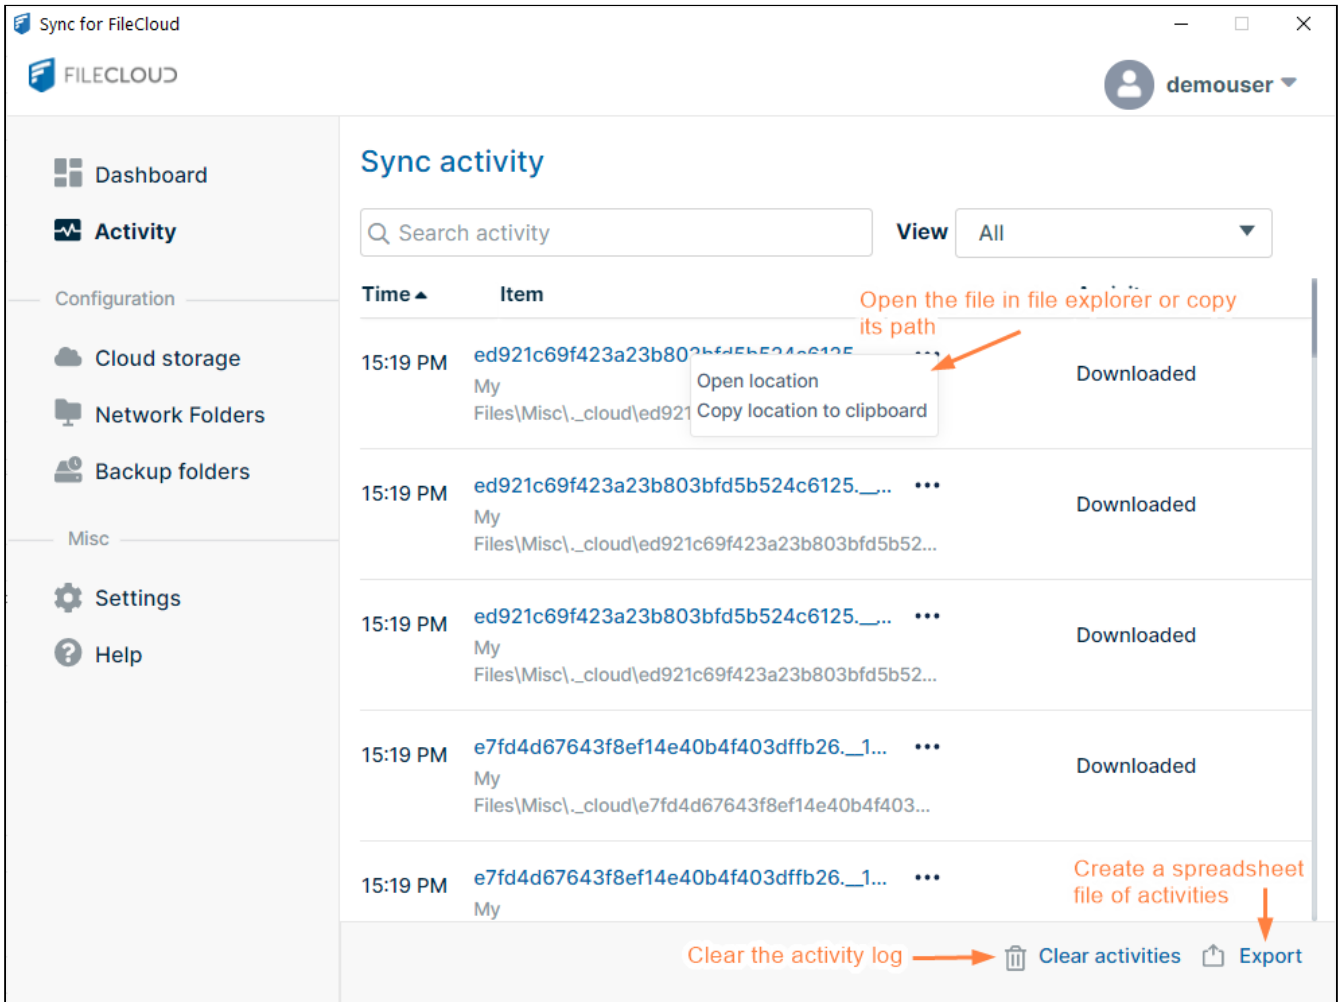 Sync for FileCloud
FILECLOUD
demouser
Dashboard
Activity
Configuration
Cloud storage
Network Folders
Backup folders
Misc
Settings
Help
Sync activity
Search activity
View
All
Time
Item
Open the file in file explorer or copy
its path
15:19 PM
My
Files\Misc\._cloud\ed921
Open location
Copy location to clipboard
Downloaded
15:19 PM
ed921c69f423a23b803bfd5b524c6125.__...
•••
My
Files\Misc\._cloud\ed921c69f423a23b803bfd5b52...
Downloaded
15:19 PM
ed921c69f423a23b803bfd5b524c6125.__...
•••
My
Files\Misc\._cloud\ed921c69f423a23b803bfd5b52...
Downloaded
15:19 PM
e7fd4d67643f8ef14e40b4f403dffb26.__1...
•••
My
Files\Misc\._cloud\e7fd4d67643f8ef14e40b4f403...
Downloaded
15:19 PM
e7fd4d67643f8ef14e40b4f403dffb26.__1...
•••
My
Create a spreadsheet
file of activities
Clear the activity log
Clear activities
Export